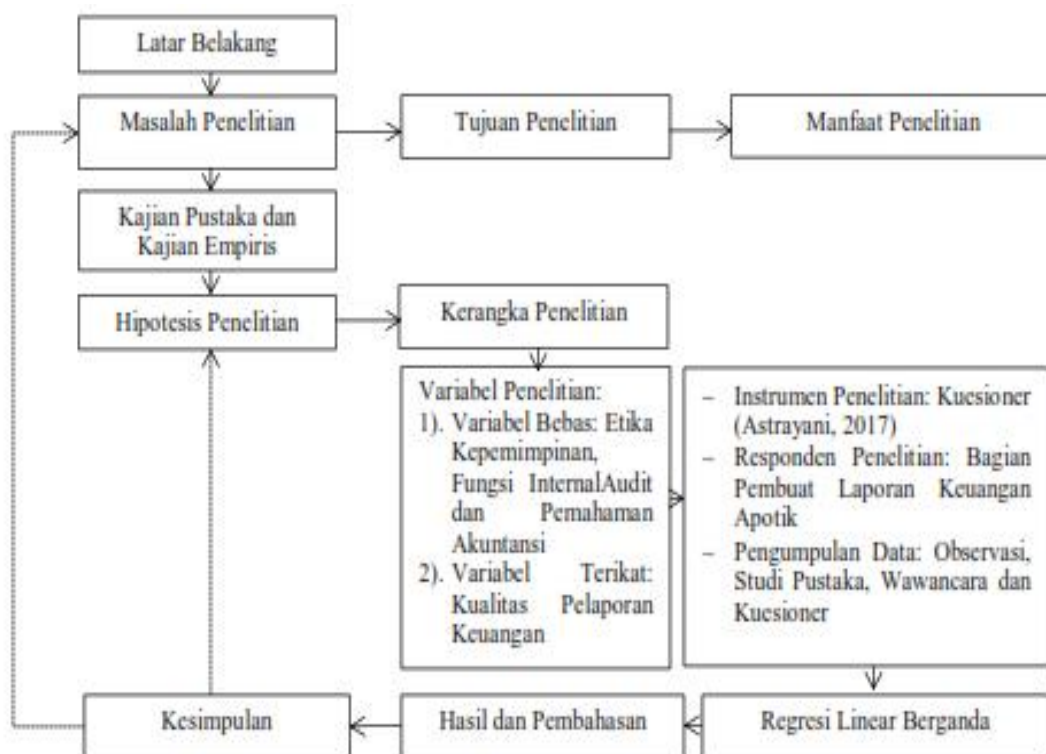 Latar Belakang
Masalah Penelitian
Tujuan Penelitian
Manfaat Penelitian
Kajian Pustaka dan
Kajian Empiris
Hipotesis Penelitian
Kerangka Penelitian
Variabel Penelitian:
1). Variabel Bebas: Etika
Kepemimpinan,
Fungsi InternalAudit
dan Pemahaman
Akuntansi
2). Variabel Terikat:
Kualitas Pelaporan
Keuangan
– Instrumen Penelitian: Kuesioner
(Astrayani, 2017)
– Responden Penelitian: Bagian
Pembuat Laporan Keuangan
Apotik
– Pengumpulan Data: Observasi,
Studi Pustaka, Wawancara dan
Kuesioner
Kesimpulan
Hasil dan Pembahasan
Regresi Linear Berganda